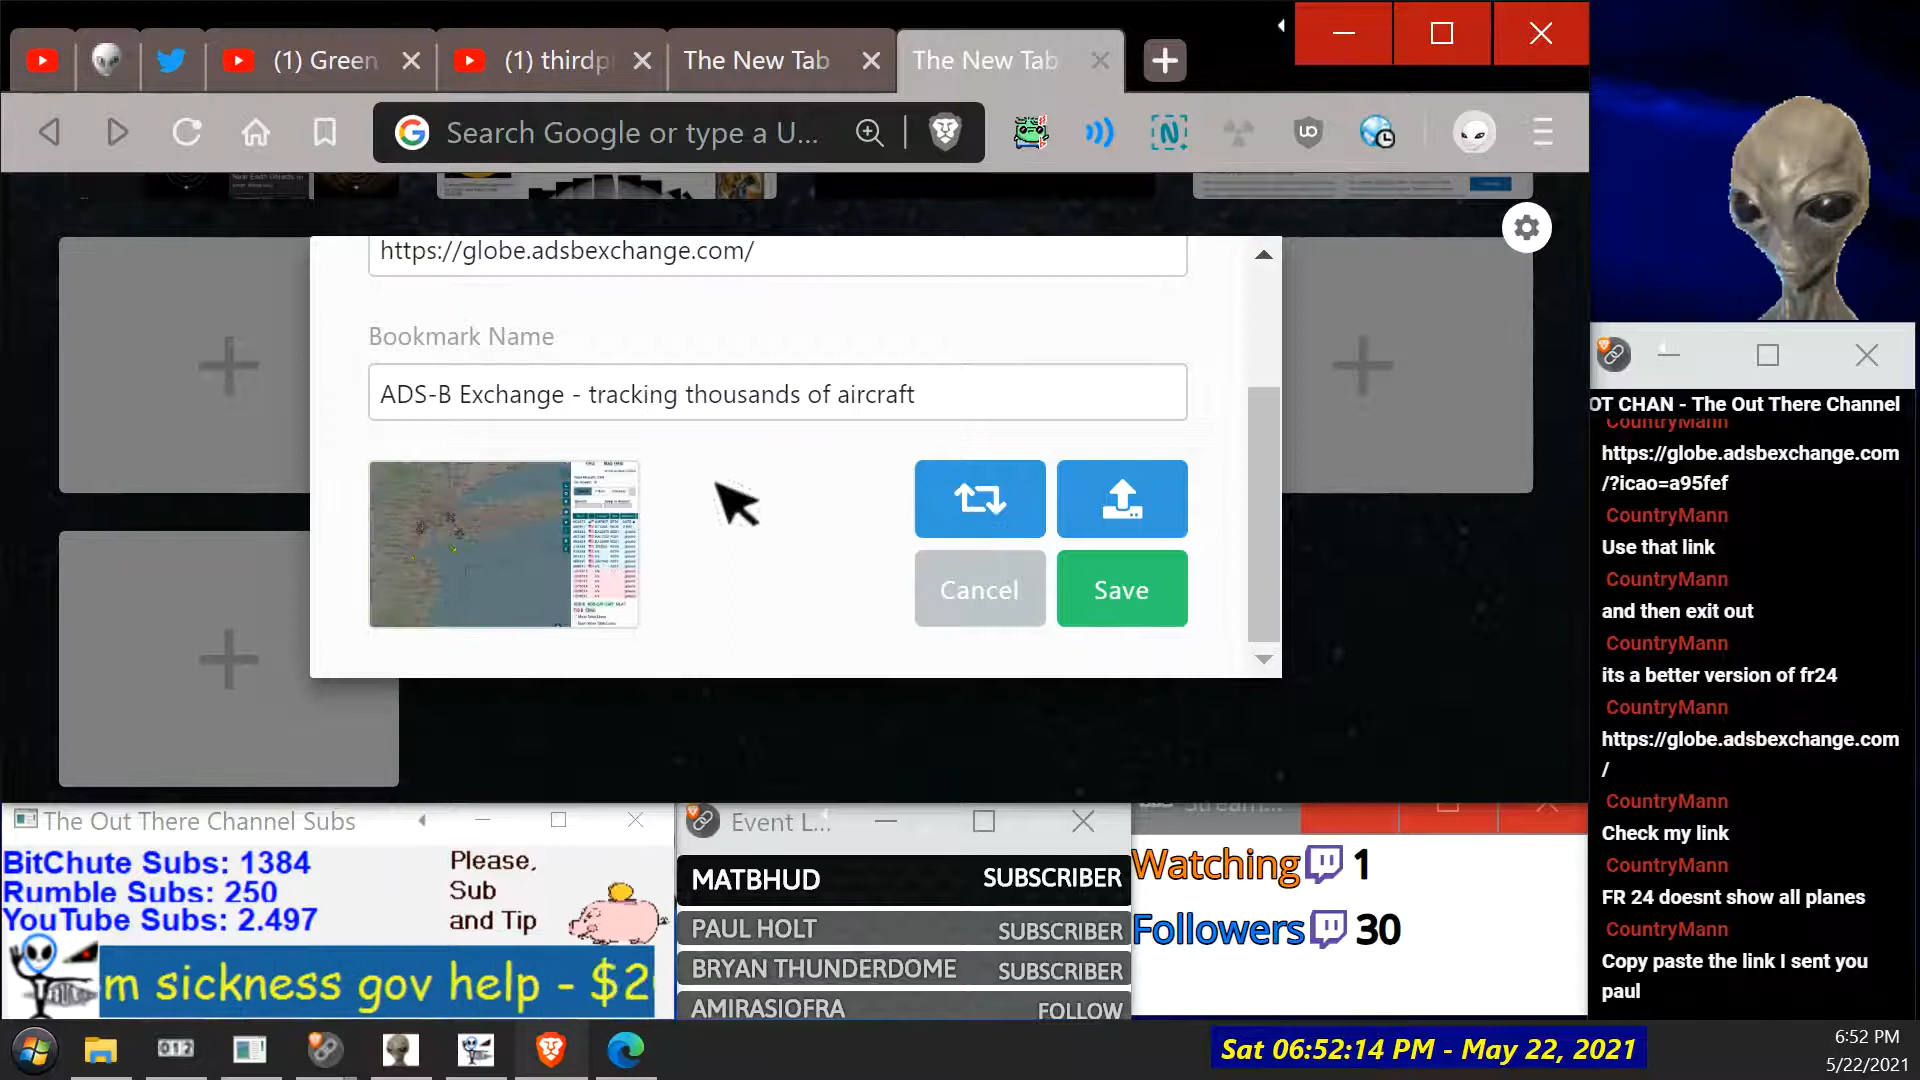 (1) Green
(1) thirdp
The New Tab
The New Tab
Search Google or type a U...
https://globe.adsbexchange.com/
Bookmark Name
ADS-B Exchange - tracking thousands of aircraft
Cancel
Save
OT CHAN - The Out There Channel
CountryMann
https://globe.adsbexchange.com
/?icao=a95fef
CountryMann
Use that link
CountryMann
and then exit out
CountryMann
its a better version of fr24
CountryMann
https://globe.adsbexchange.com
/
CountryMann
Check my link
CountryMann
FR 24 doesnt show all planes
CountryMann
Copy paste the link I sent you
paul
The Out There Channel Subs
BitChute Subs: 1384
Rumble Subs: 250
YouTube Subs: 2.497
Please,
Sub
and Tip
m sickness gov help - $2
Event L...
MATBHUD SUBSCRIBER
PAUL HOLT SUBSCRIBER
BRYAN THUNDERDOME SUBSCRIBER
AMIRASIOFRA FOLLOW
Stream...
Watching 1
Followers 30
Sat 06:52:14 PM - May 22, 2021
6:52 PM
5/22/2021